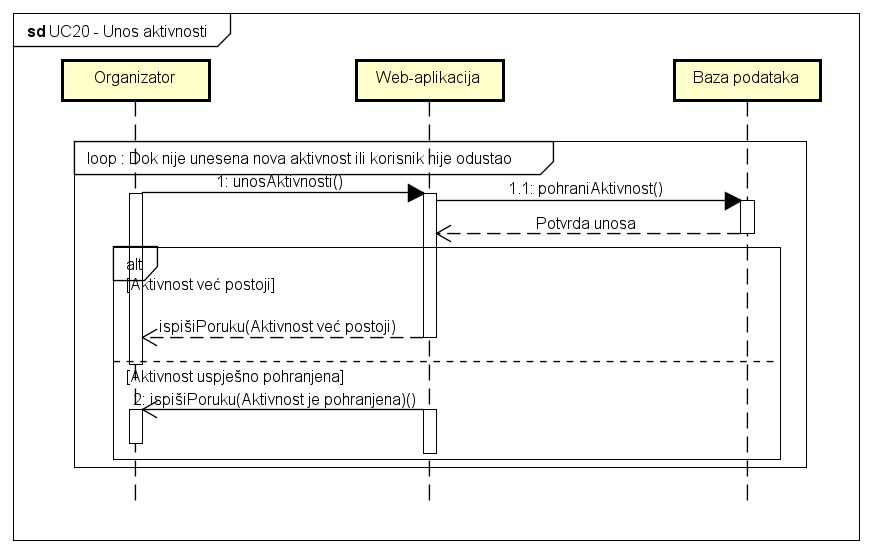 sd UC20 - Unos aktivnosti
Organizator
Web-aplikacija
Baza podataka
loop : Dok nije unesena nova aktivnost ili korisnik nije odustao
1: unosAktivnosti()
1.1: pohraniAktivnost()
Potvrda unosa
alt
[Aktivnost već postoji]
ispišiPoruku(Aktivnost već postoji)
[Aktivnost uspješno pohranjena]
2: ispišiPoruku(Aktivnost je pohranjena)()